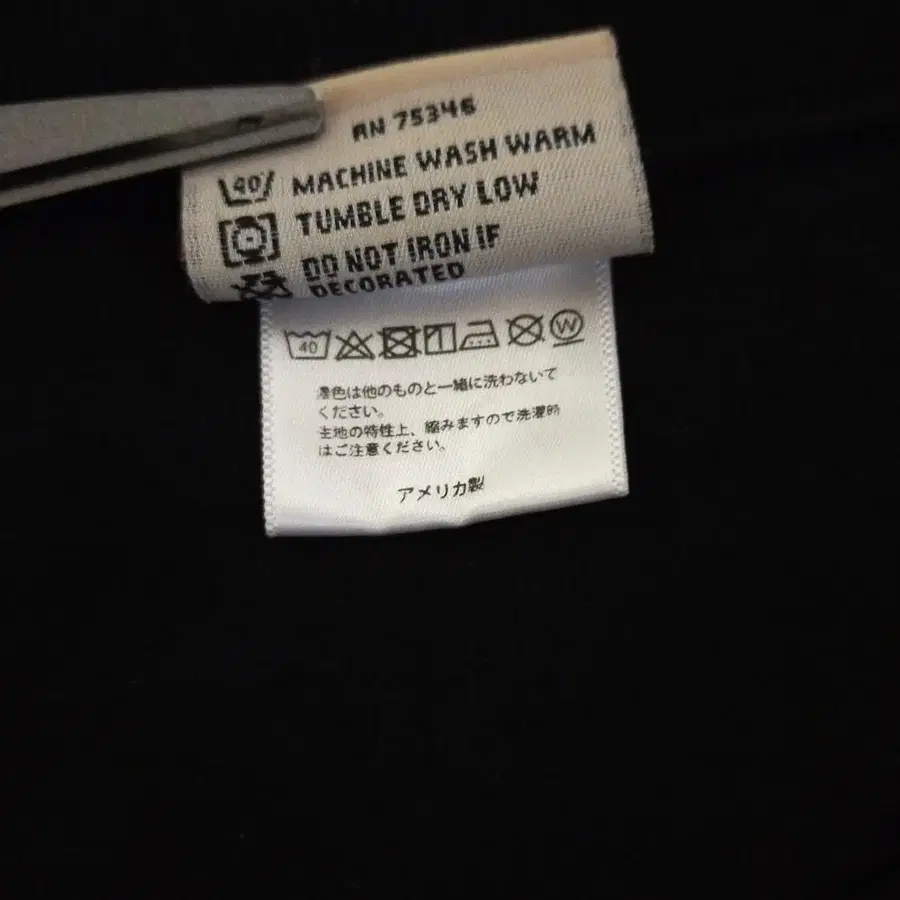 RN 75346
40 MACHINE WASH WARM
TUMBLE DRY LOW
DO NOT IRON IF
DECORATED
40 W
濃色は他のものと一緒に洗わないで
ください。
生地の特性上、縮みますので洗濯時
はご注意ください。
アメリカ製